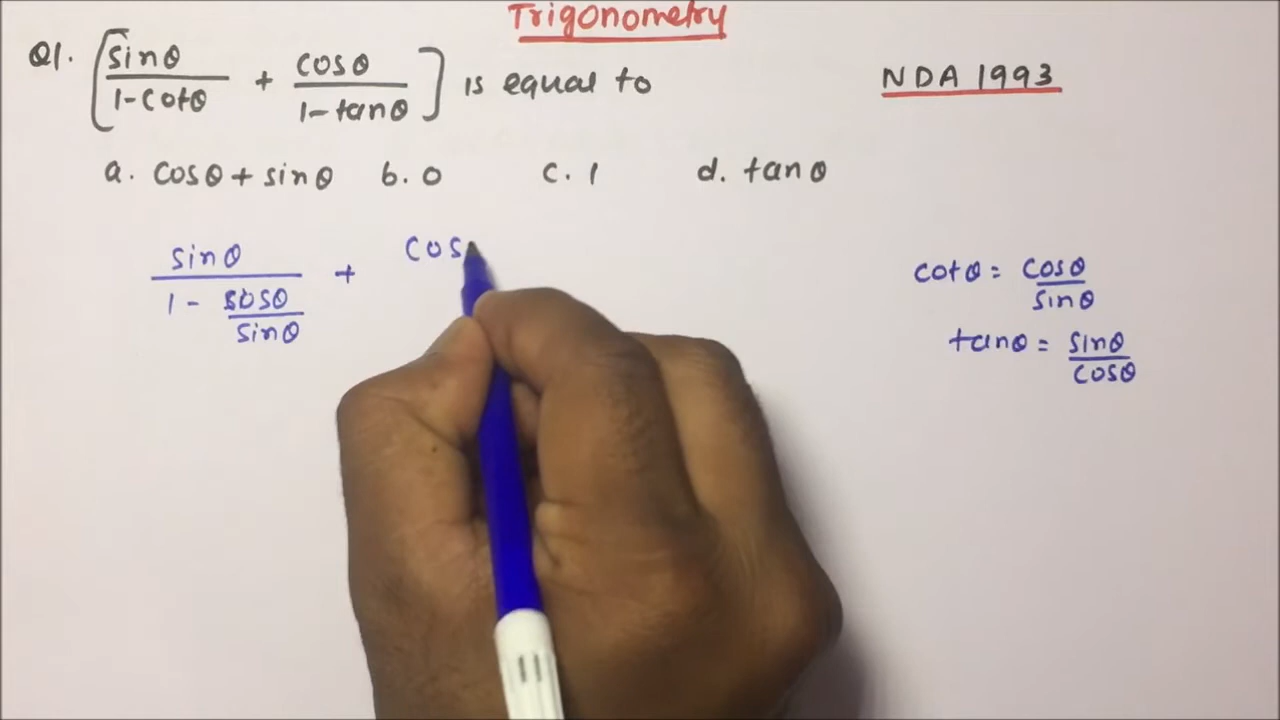 Trigonometry
Q1. [sinθ/1-cotθ + cosθ/1-tanθ] is equal to
NDA 1993
a. cosθ + sinθ b. 0 c. 1 d. tanθ
sinθ/1 - cosθ/sinθ + cos
cotθ = cosθ/sinθ
tanθ = sinθ/cosθ